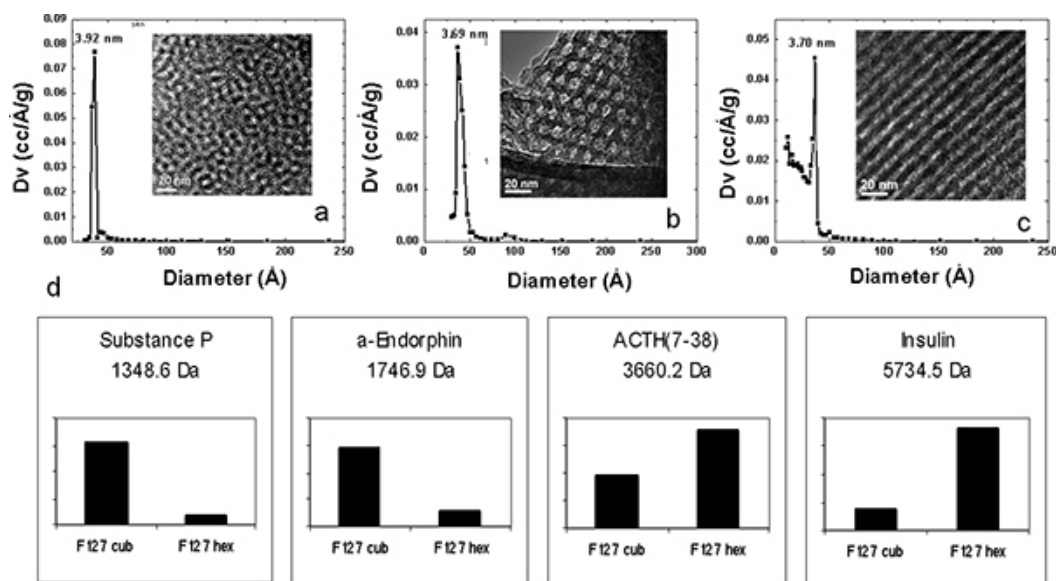 0.09
0.08
0.07
0.06
0.05
0.04
0.03
0.02
0.01
0.00
Dv (cc/Å/g)
3.92 nm
20 nm
a
50 100 150 200 250
Diameter (Å)
0.04
0.03
0.02
0.01
0.00
Dv (cc/Å/g)
3.69 nm
20 nm
b
0 50 100 150 200 250 300
Diameter (Å)
0.05
0.04
0.03
0.02
0.01
0.00
Dv (cc/Å/g)
3.70 nm
20 nm
c
50 100 150 200 250
Diameter (Å)
d
Substance P
1348.6 Da
F127 cub F127 hex
a-Endorphin
1746.9 Da
F127 cub F127 hex
ACTH(7-38)
3660.2 Da
F127 cub F127 hex
Insulin
5734.5 Da
F127 cub F127 hex